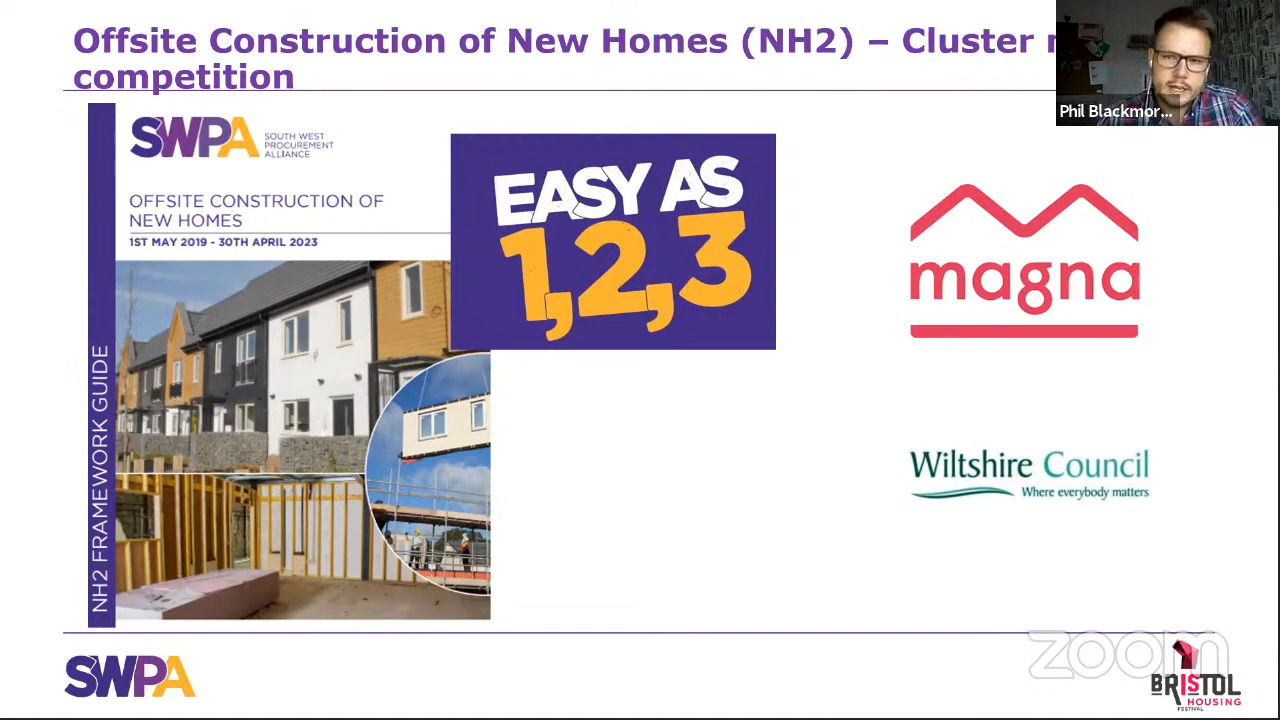 Offsite Construction of New Homes (NH2) – Cluster
competition
Phil Blackmor...
SWPA
SOUTH WEST
PROCUREMENT
ALLIANCE
OFFSITE CONSTRUCTION OF
NEW HOMES
1ST MAY 2019 - 30TH APRIL 2023
NH2 FRAMEWORK GUIDE
EASY AS
1,2,3
magna
Wiltshire Council
Where everybody matters
SWPA
zoom
BRISTOL
HOUSING
FESTIVAL